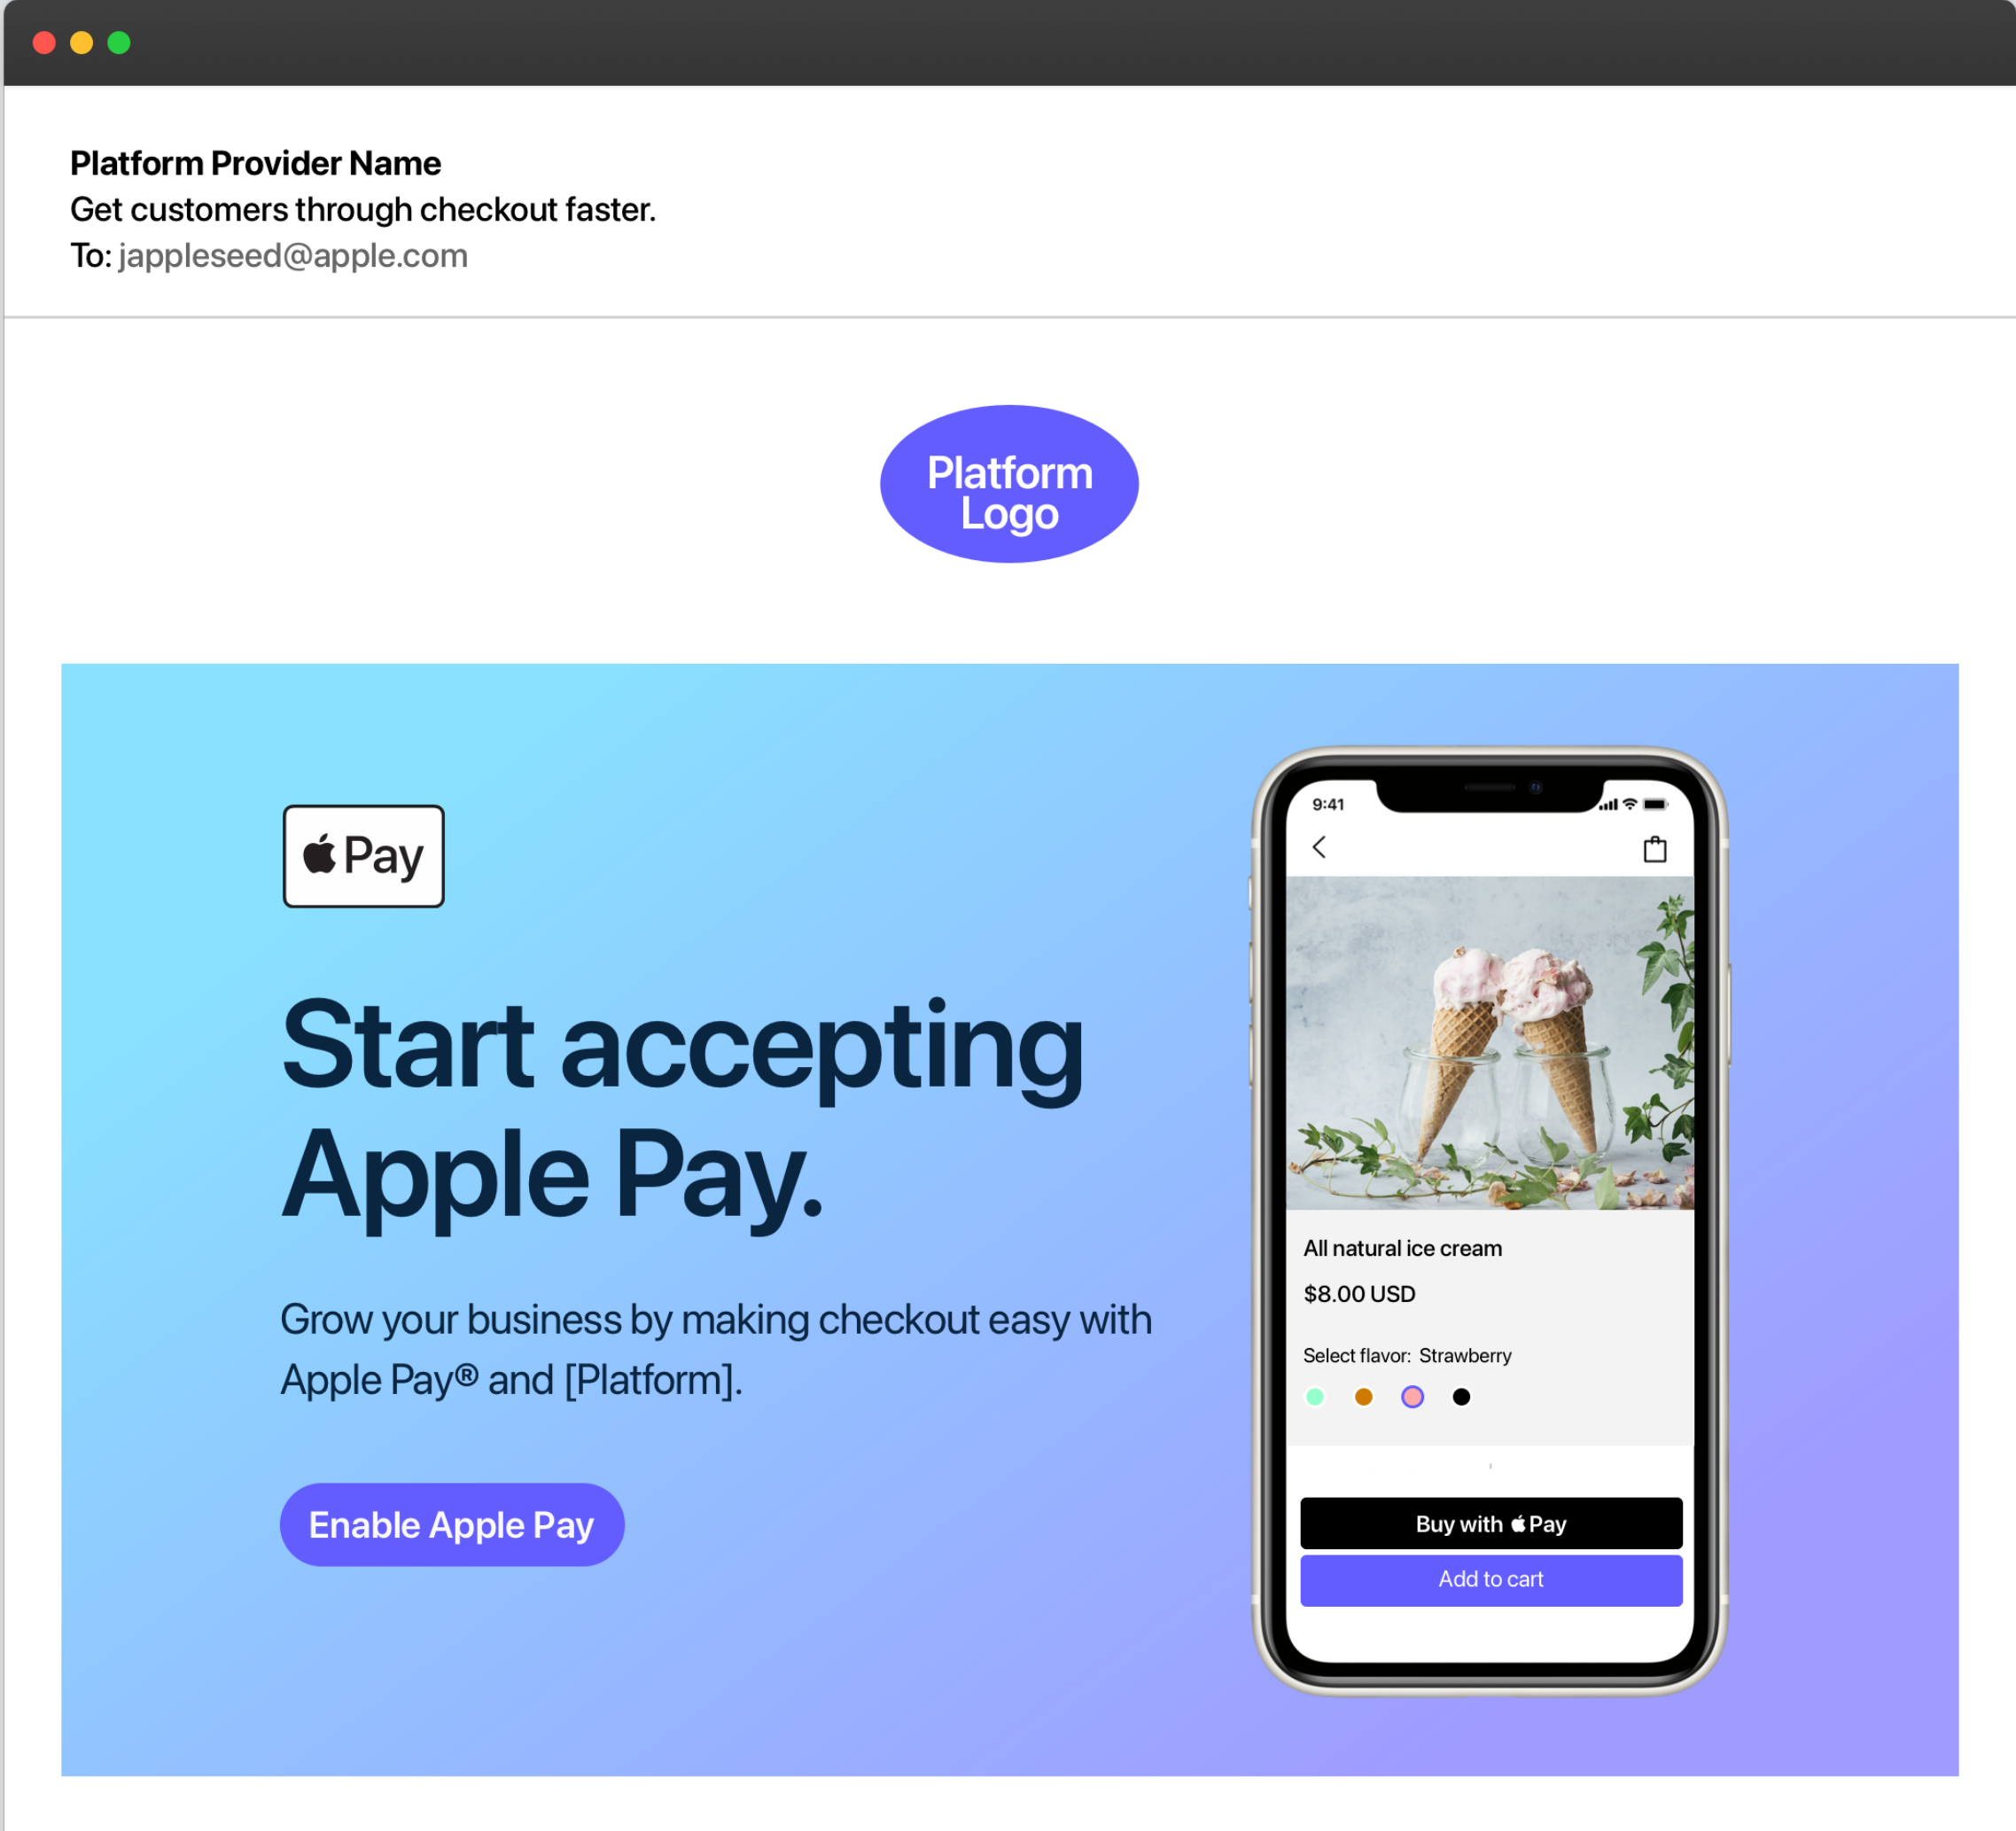 Platform Provider Name
Get customers through checkout faster.
To: jappleseed@apple.com
Platform
Logo
Pay
Start accepting
Apple Pay.
Grow your business by making checkout easy with
Apple Pay® and [Platform].
Enable Apple Pay
9:41
All natural ice cream
$8.00 USD
Select flavor: Strawberry
Buy with Pay
Add to cart